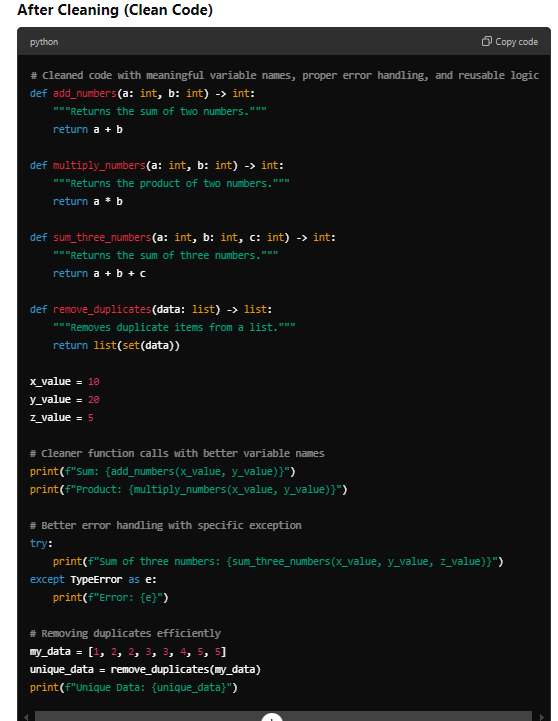 After Cleaning (Clean Code)
python
Copy code
# Cleaned code with meaningful variable names, proper error handling, and reusable logic
def add_numbers(a: int, b: int) -> int:
    """Returns the sum of two numbers."""
    return a + b

def multiply_numbers(a: int, b: int) -> int:
    """Returns the product of two numbers."""
    return a * b

def sum_three_numbers(a: int, b: int, c: int) -> int:
    """Returns the sum of three numbers."""
    return a + b + c

def remove_duplicates(data: list) -> list:
    """Removes duplicate items from a list."""
    return list(set(data))

x_value = 10
y_value = 20
z_value = 5

# Cleaner function calls with better variable names
print(f"Sum: {add_numbers(x_value, y_value)}")
print(f"Product: {multiply_numbers(x_value, y_value)}")

# Better error handling with specific exception
try:
    print(f"Sum of three numbers: {sum_three_numbers(x_value, y_value, z_value)}")
except TypeError as e:
    print(f"Error: {e}")

# Removing duplicates efficiently
my_data = [1, 2, 2, 3, 3, 4, 5, 5]
unique_data = remove_duplicates(my_data)
print(f"Unique Data: {unique_data}")